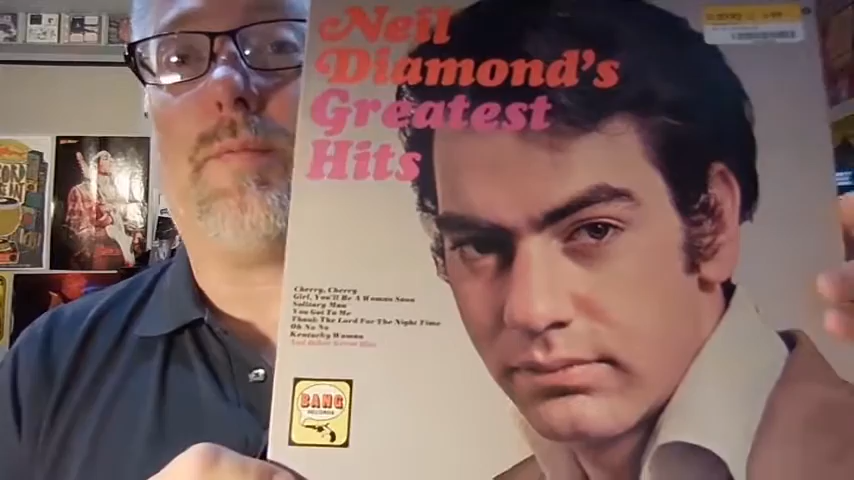 Neil
Diamond's
Greatest
Hits
Cherry, Cherry
Girl, You'll Be A Woman Soon
Solitary Man
You Got To Me
Thank The Lord For The Night Time
Oh No No
Kentucky Woman
And Other Great Hits
BANG
RECORDS